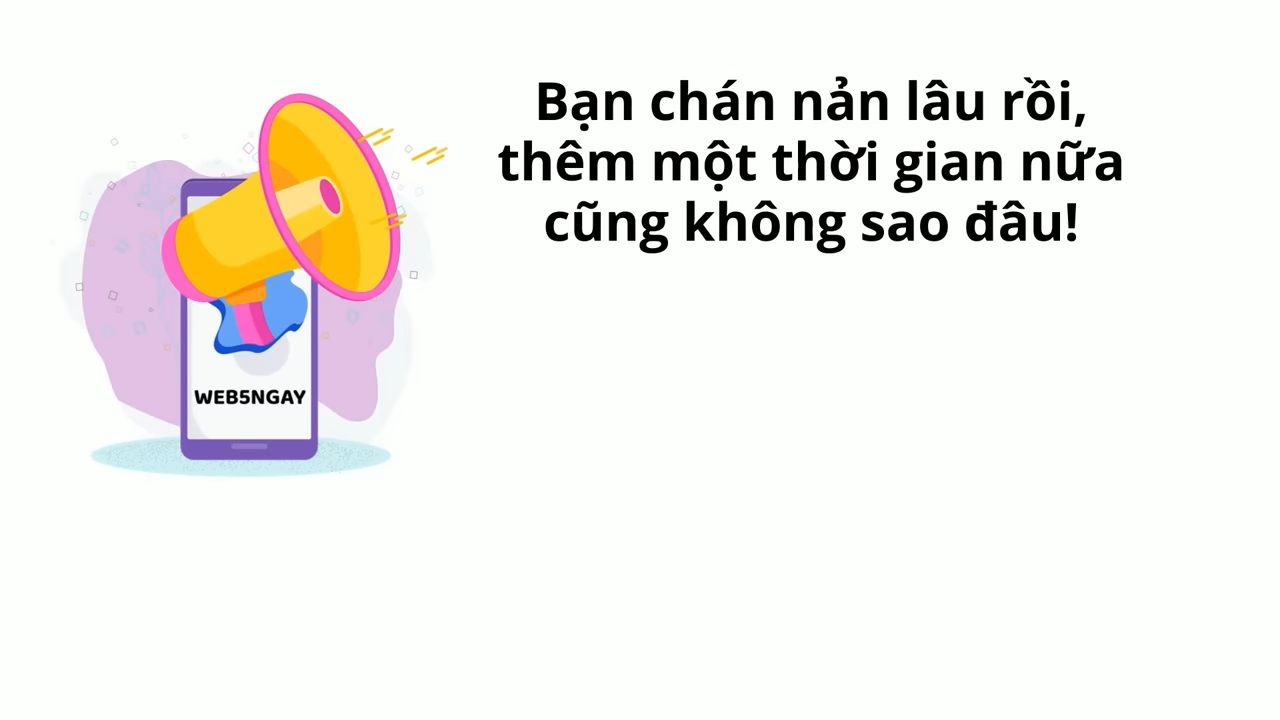 Bạn chán nản lâu rồi,
thêm một thời gian nữa
cũng không sao đâu!
WEB5NGAY